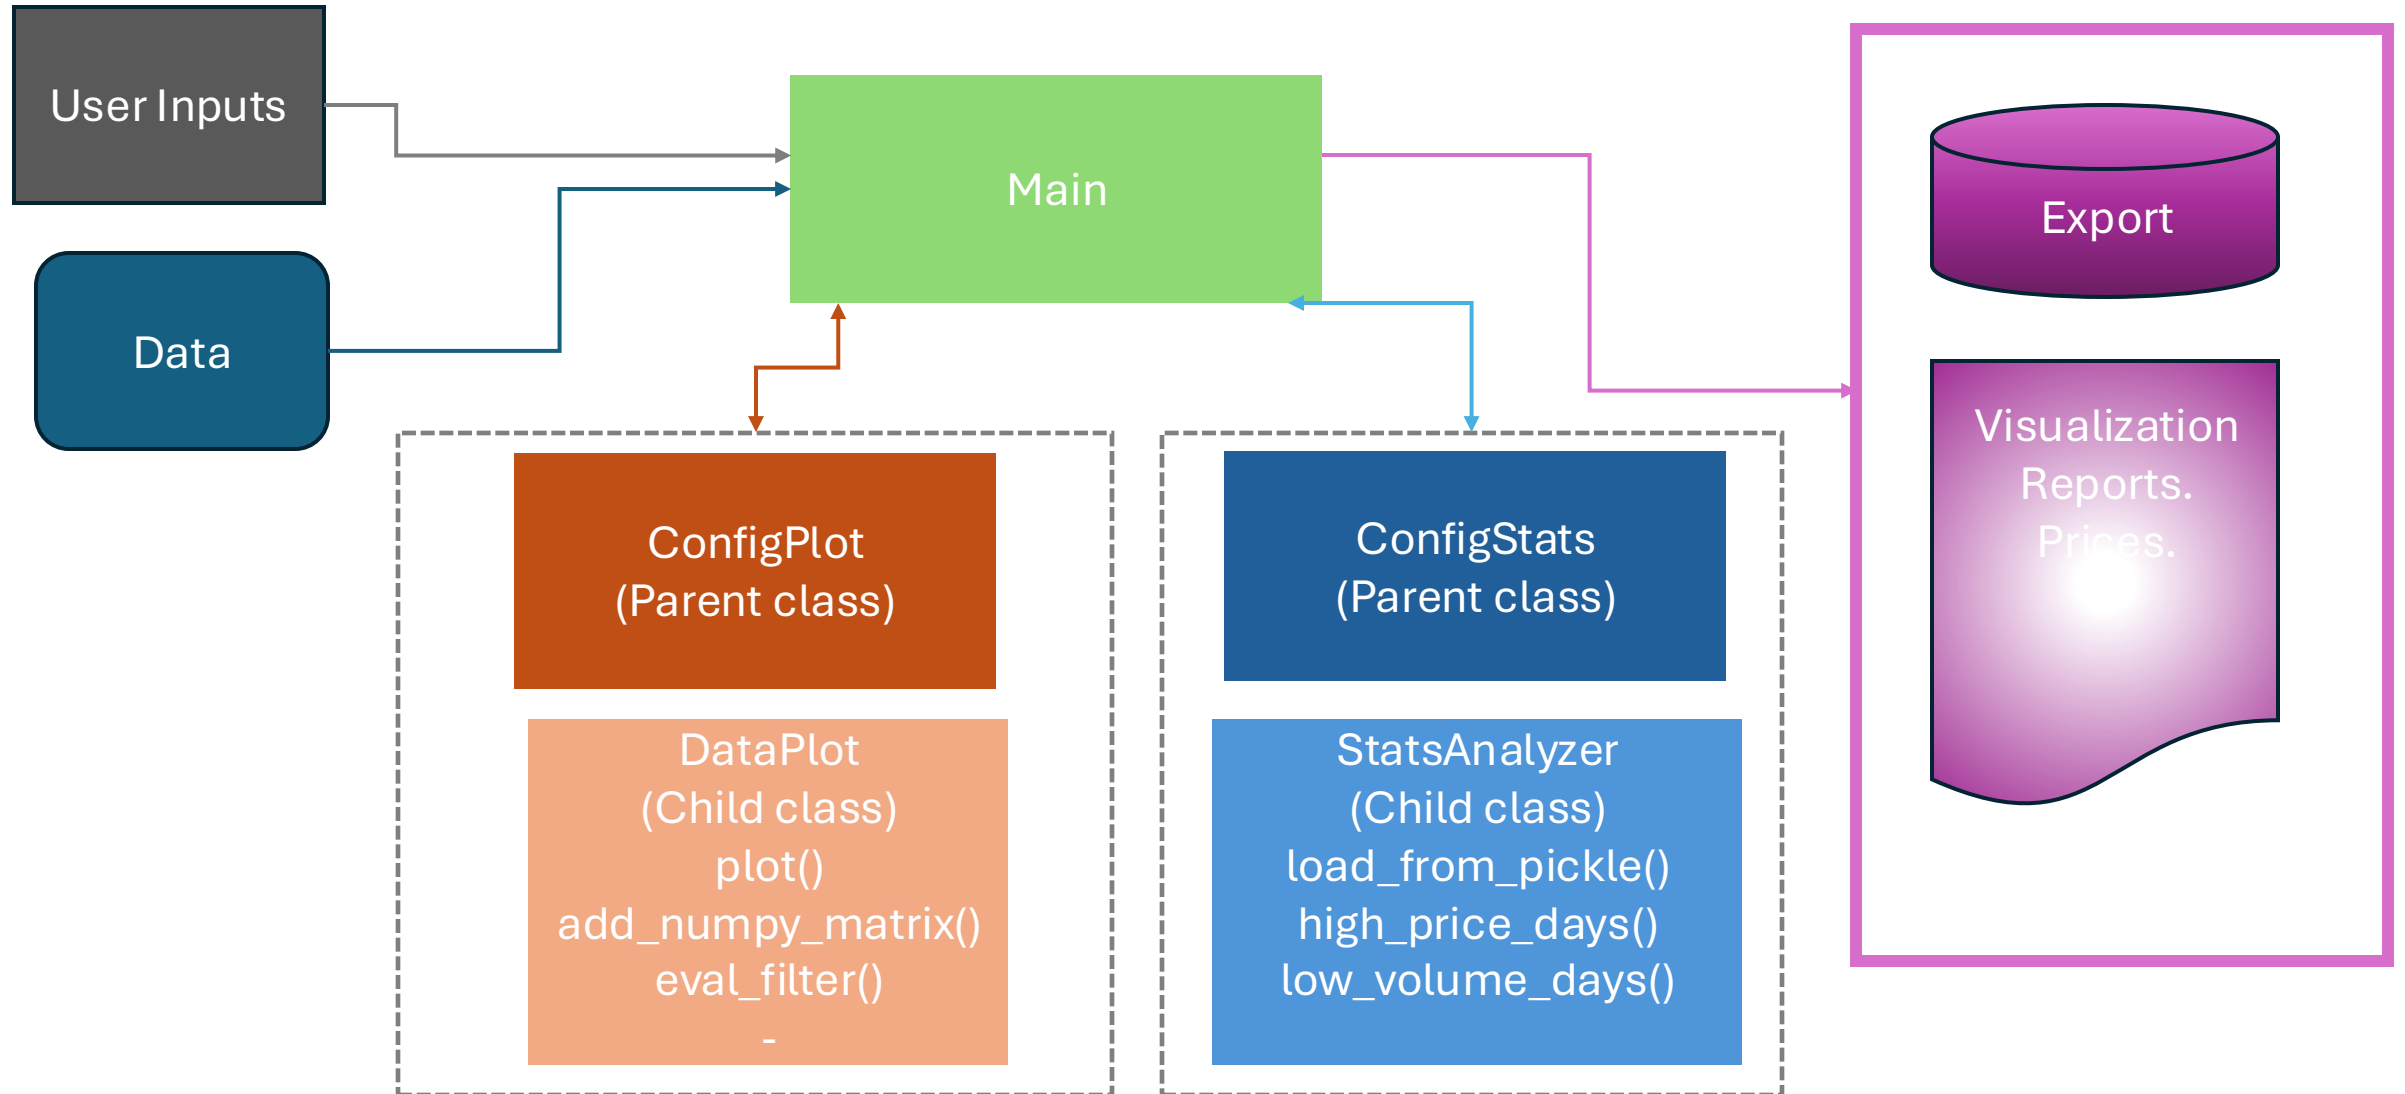 User Inputs
Data
Main
ConfigPlot
(Parent class)
DataPlot
(Child class)
plot()
add_numpy_matrix()
eval_filter()
-
ConfigStats
(Parent class)
StatsAnalyzer
(Child class)
load_from_pickle()
high_price_days()
low_volume_days()
Export
Visualization
Reports.
Prices.